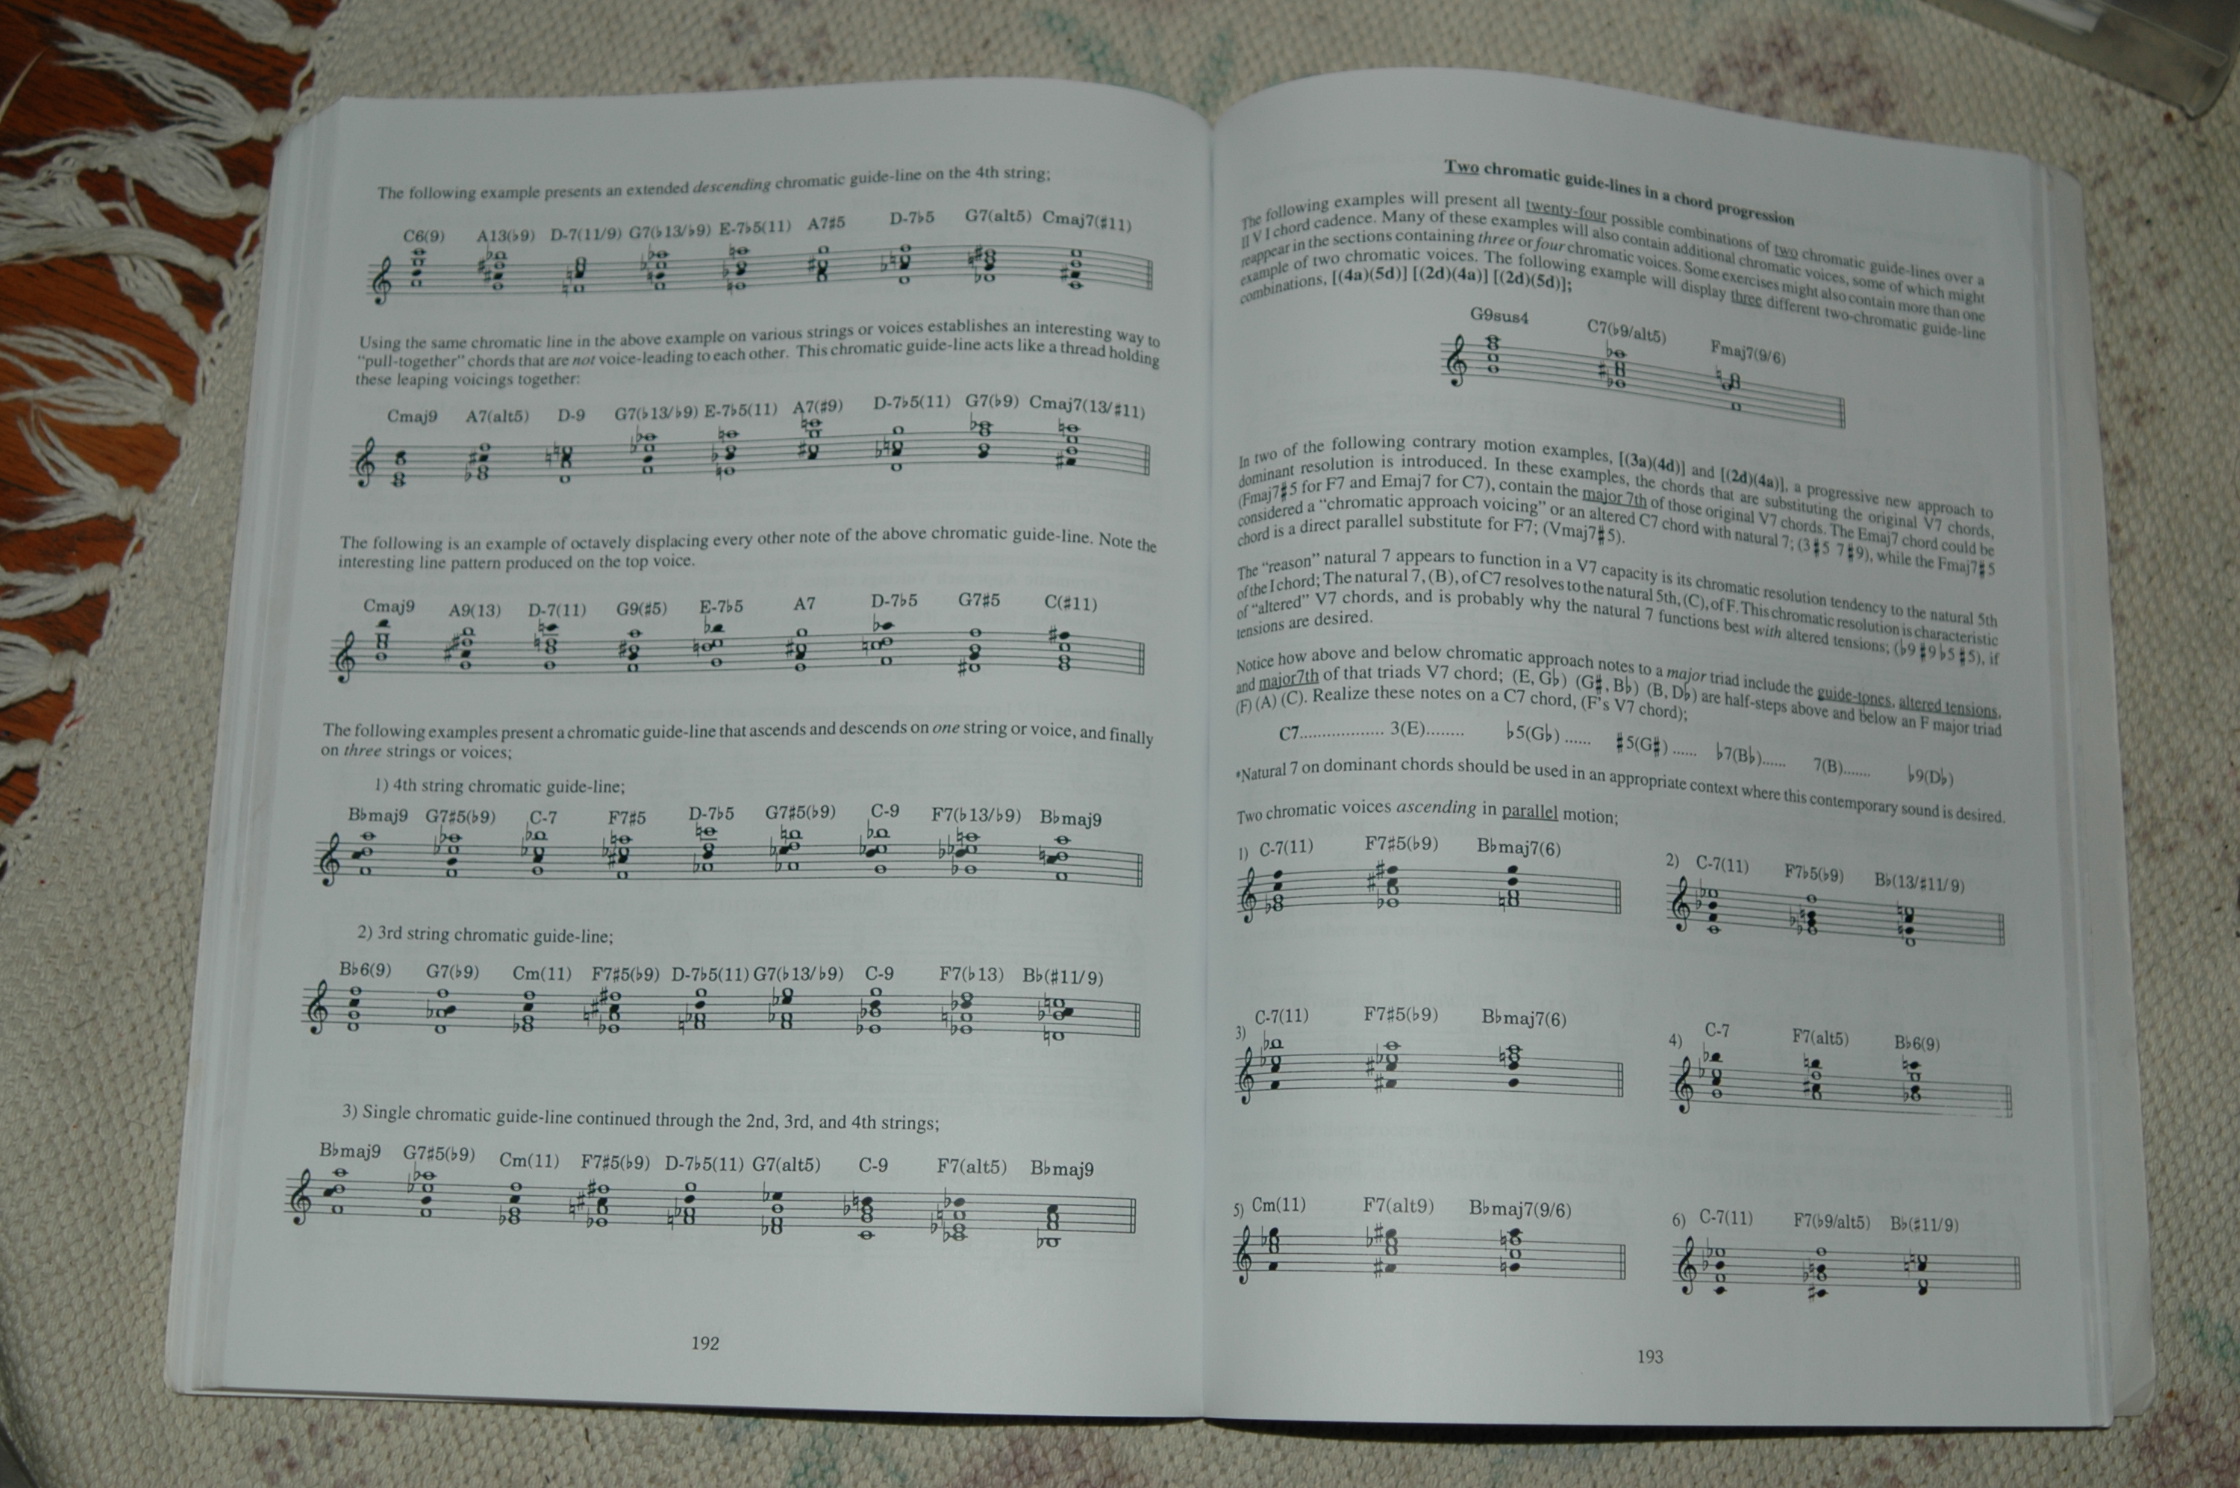 The following example presents an extended descending chromatic guide-line on the 4th string;
C6(9) A13(♭9) D-7(11/9) G7(♭13/♭9) E-7♭5(11) A7♯5 D-7♭5 G7(alt5) Cmaj7(♯11)
Using the same chromatic line in the above example on various strings or voices establishes an interesting way to
“pull-together” chords that are not voice-leading to each other. This chromatic guide-line acts like a thread holding
these leaping voicings together:
Cmaj9 A7(alt5) D-9 G7(♭13/♭9) E-7♭5(11) A7(♯9) D-7♭5(11) G7(♭9) Cmaj7(13/♯11)
The following is an example of octavely displacing every other note of the above chromatic guide-line. Note the
interesting line pattern produced on the top voice.
Cmaj9 A9(13) D-7(11) G9(♯5) E-7♭5 A7 D-7♭5 G7♯5 C(♯11)
The following examples present a chromatic guide-line that ascends and descends on one string or voice, and finally
on three strings or voices;
1) 4th string chromatic guide-line;
B♭maj9 G7♯5(♭9) C-7 F7♯5 D-7♭5 G7♯5(♭9) C-9 F7(♭13/♭9) B♭maj9
2) 3rd string chromatic guide-line;
B♭6(9) G7(♭9) Cm(11) F7♯5(♭9) D-7♭5(11) G7(♭13/♭9) C-9 F7(♭13) B♭(♯11/9)
3) Single chromatic guide-line continued through the 2nd, 3rd, and 4th strings;
B♭maj9 G7♯5(♭9) Cm(11) F7♯5(♭9) D-7♭5(11) G7(alt5) C-9 F7(alt5) B♭maj9
192
Two chromatic guide-lines in a chord progression
The following examples will present all twenty-four possible combinations of two chromatic guide-lines over a
II V I chord cadence. Many of these examples will also contain additional chromatic voices, some of which might
reappear in the sections containing three or four chromatic voices. Some exercises might also contain more than one
example of two chromatic voices. The following example will display three different two-chromatic guide-line
combinations, [(4a)(5d)] [(2d)(4a)] [(2d)(5d)];
G9sus4 C7(♭9/alt5) Fmaj7(9/6)
In two of the following contrary motion examples, [(3a)(4d)] and [(2d)(4a)], a progressive new approach to
dominant resolution is introduced. In these examples, the chords that are substituting the original V7 chords,
(Fmaj7♯5 for F7 and Emaj7 for C7), contain the major 7th of those original V7 chords. The Emaj7 chord could be
considered a “chromatic approach voicing” or an altered C7 chord with natural 7; (3 ♯5 7 ♯9), while the Fmaj7♯5
chord is a direct parallel substitute for F7; (Vmaj7♯5).
The “reason” natural 7 appears to function in a V7 capacity is its chromatic resolution tendency to the natural 5th
of the I chord; The natural 7, (B), of C7 resolves to the natural 5th, (C), of F. This chromatic resolution is characteristic
of “altered” V7 chords, and is probably why the natural 7 functions best with altered tensions; (♭9 ♯9 ♭5 ♯5), if
tensions are desired.
Notice how above and below chromatic approach notes to a major triad include the guide-tones, altered tensions,
and major7th of that triads V7 chord; (E, G♭) (G♯, B♭) (B, D♭) are half-steps above and below an F major triad
(F) (A) (C). Realize these notes on a C7 chord, (F’s V7 chord);
C7.................. 3(E)........ ♭5(G♭) ...... ♯5(G♯) ...... ♭7(B♭)...... 7(B)....... ♭9(D♭)
*Natural 7 on dominant chords should be used in an appropriate context where this contemporary sound is desired.
Two chromatic voices ascending in parallel motion;
1) C-7(11) F7♯5(♭9) B♭maj7(6)
2) C-7(11) F7♭5(♭9) B♭(13/♯11/9)
3) C-7(11) F7♯5(♭9) B♭maj7(6)
4) C-7 F7(alt5) B♭6(9)
5) Cm(11) F7(alt9) B♭maj7(9/6)
6) C-7(11) F7(♭9/alt5) B♭(♯11/9)
193